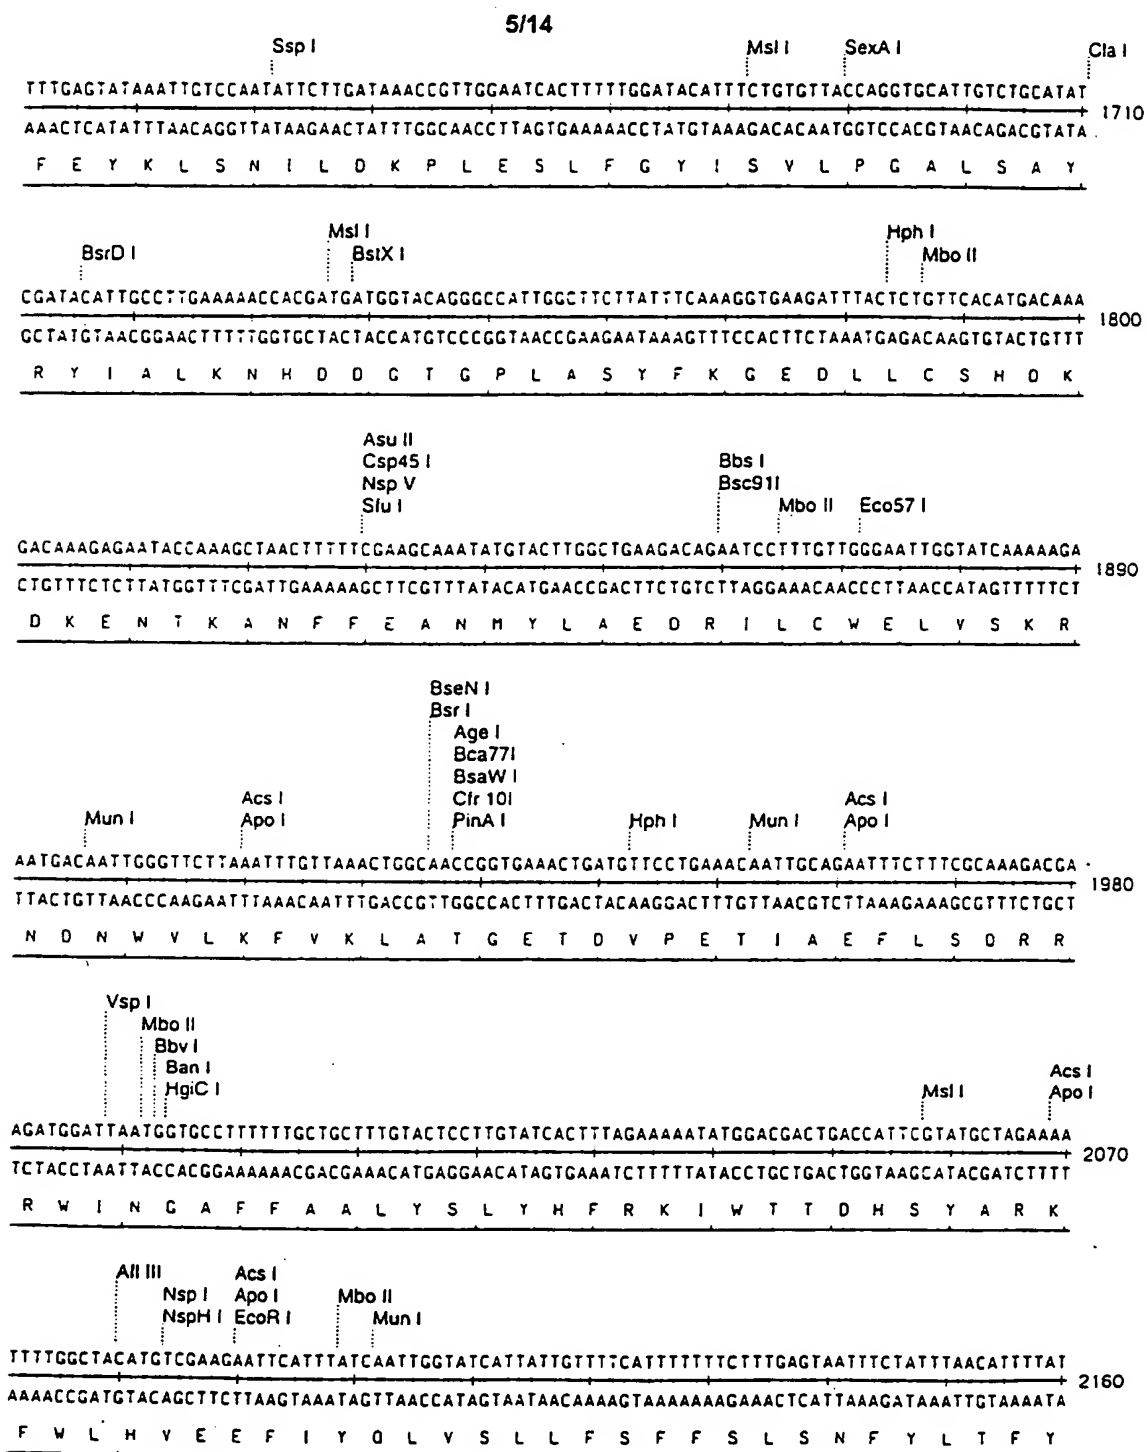 5/14
Ssp I Msl I SexA I Cla I
TTTGAGTATAAATTGTCCAATATTCTTGATAAACCGTTGGAATCACTTTTTGGATACATTTCTGTGTTACCAGGTGCATTGTCTGCATAT
1710
AAACTCATATTTAACAGGTTATAAGAACTATTTGGCAACCTTAGTGAAAAACCTATGTAAAGACACAATGGTCCACGTAACAGACGTATA
F E Y K L S N I L D K P L E S L F G Y I S V L P G A L S A Y
Msl I Hph I
BsrD I BstX I Mbo II
CGATACATTGCCTTGAAAAACCACGATGATGGTACAGGGCCATTGGCTTCTTATTTCAAAGGTGAAGATTTACTCTGTTCACATGACAAA
1800
GCTATGTAACGGAACTTTTTGGTGCTACTACCATGTCCCGGTAACCGAAGAATAAAGTTTCCACTTCTAAATGAGACAAGTGTACTGTTT
R Y I A L K N H D D G T G P L A S Y F K G E D L L C S H D K
Asu II
Csp45 I Bbs I
Nsp V Bsc91I
Sfu I Mbo II Eco57 I
GACAAAGAGAATACCAAAGCTAACTTTTTCGAAGCAAATATGTACTTGGCTGAAGACAGAATCCTTTGTTGGGAATTGGTATCAAAAAGA
1890
CTGTTTCTCTTATGGTTTCGATTGAAAAAGCTTCGTTTATACATGAACCGACTTCTGTCTTAGGAAACAACCCTTAACCATAGTTTTTCT
D K E N T K A N F F E A N M Y L A E D R I L C W E L V S K R
BseN I
Bsr I
Age I
Bca77I
BsaW I
Acs I Cfr 10I Acs I
Mun I Apo I PinA I Hph I Mun I Apo I
AATGACAATTGGGTTCTTAAATTTGTTAAACTGGCAACCGGTGAAACTGATGTTCCTGAAACAATTGCAGAATTTCTTTCGCAAAGACGA
1980
TTACTGTTAACCCAAGAATTTAAACAATTTGACCGTTGGCCACTTTGACTACAAGGACTTTGTTAACGTCTTAAAGAAAGCGTTTCTGCT
N D N W V L K F V K L A T G E T D V P E T I A E F L S Q R R
Vsp I
Mbo II
Bbv I
Ban I Acs I
HgiC I Msl I Apo I
AGATGGATTAATGGTGCCTTTTTTGCTGCTTTGTACTCCTTGTATCACTTTAGAAAAATATGGACGACTGACCATTCGTATGCTAGAAAA
2070
TCTACCTAATTACCACGGAAAAAACGACGAAACATGAGGAACATAGTGAAATCTTTTTATACCTGCTGACTGGTAAGCATACGATCTTTT
R W I N G A F F A A L Y S L Y H F R K I W T T D H S Y A R K
Afl III Acs I
Nsp I Apo I Mbo II
NspH I EcoR I Mun I
TTTTGGCTACATGTCGAAGAATTCATTTATCAATTGGTATCATTATTGTTTTCATTTTTTTCTTTGAGTAATTTCTATTTAACATTTTAT
2160
AAAACCGATGTACAGCTTCTTAAGTAAATAGTTAACCATAGTAATAACAAAAGTAAAAAAAGAAACTCATTAAAGATAAATTGTAAAATA
F W L H V E E F I Y Q L V S L L F S F F S L S N F Y L T F Y